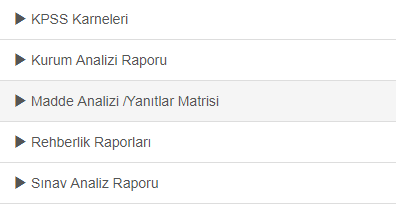 KPSS Karneleri
Kurum Analizi Raporu
Madde Analizi /Yanıtlar Matrisi
Rehberlik Raporları
Sınav Analiz Raporu